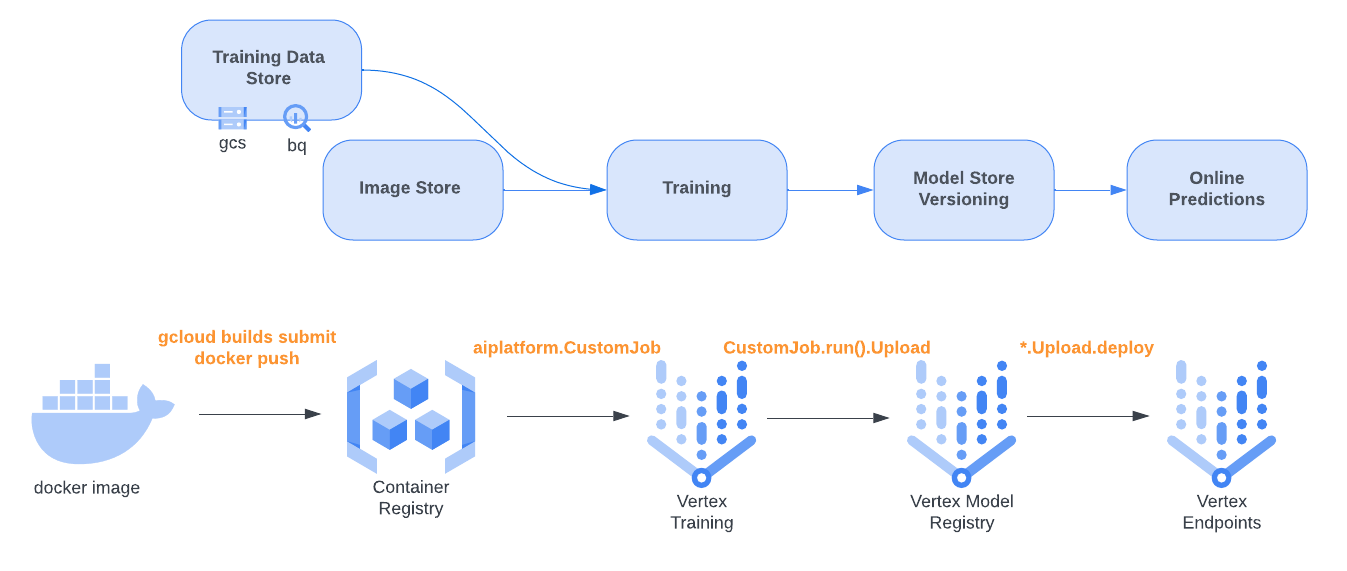 Training Data
Store
gcs
bq
Image Store
Training
Model Store
Versioning
Online
Predictions
gcloud builds submit
docker push
aiplatform.CustomJob
CustomJob.run().Upload
*.Upload.deploy
docker image
Container
Registry
Vertex
Training
Vertex Model
Registry
Vertex
Endpoints